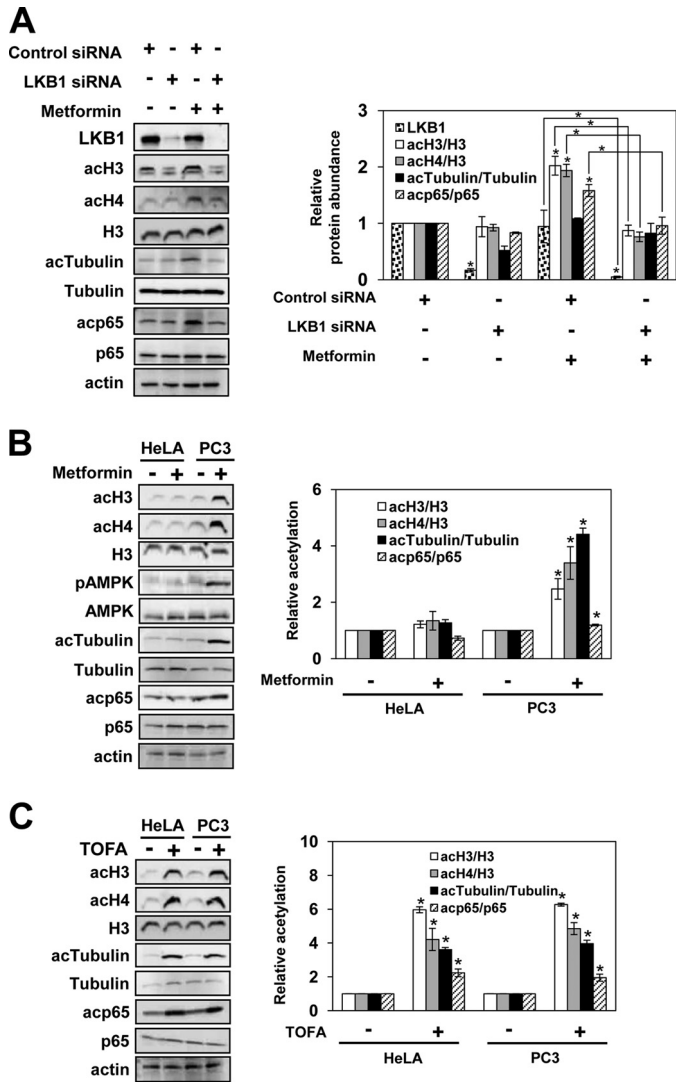 A
Control siRNA + - + -
LKB1 siRNA - + - +
Metformin - - + +
LKB1
acH3
acH4
H3
acTubulin
Tubulin
acp65
p65
actin
Relative
protein abundance
3
2
1
0
LKB1
acH3/H3
acH4/H3
acTubulin/Tubulin
acp65/p65
* * * * * * * * *
Control siRNA + - + -
LKB1 siRNA - + - +
Metformin - - + +
B
HeLA PC3
Metformin - + - +
acH3
acH4
H3
pAMPK
AMPK
acTubulin
Tubulin
acp65
p65
actin
Relative acetylation
6
4
2
0
acH3/H3
acH4/H3
acTubulin/Tubulin
acp65/p65
* * * *
Metformin - + - +
HeLA PC3
C
HeLA PC3
TOFA - + - +
acH3
acH4
H3
acTubulin
Tubulin
acp65
p65
actin
Relative acetylation
10
8
6
4
2
0
acH3/H3
acH4/H3
acTubulin/Tubulin
acp65/p65
* * * * * * * *
TOFA - + - +
HeLA PC3